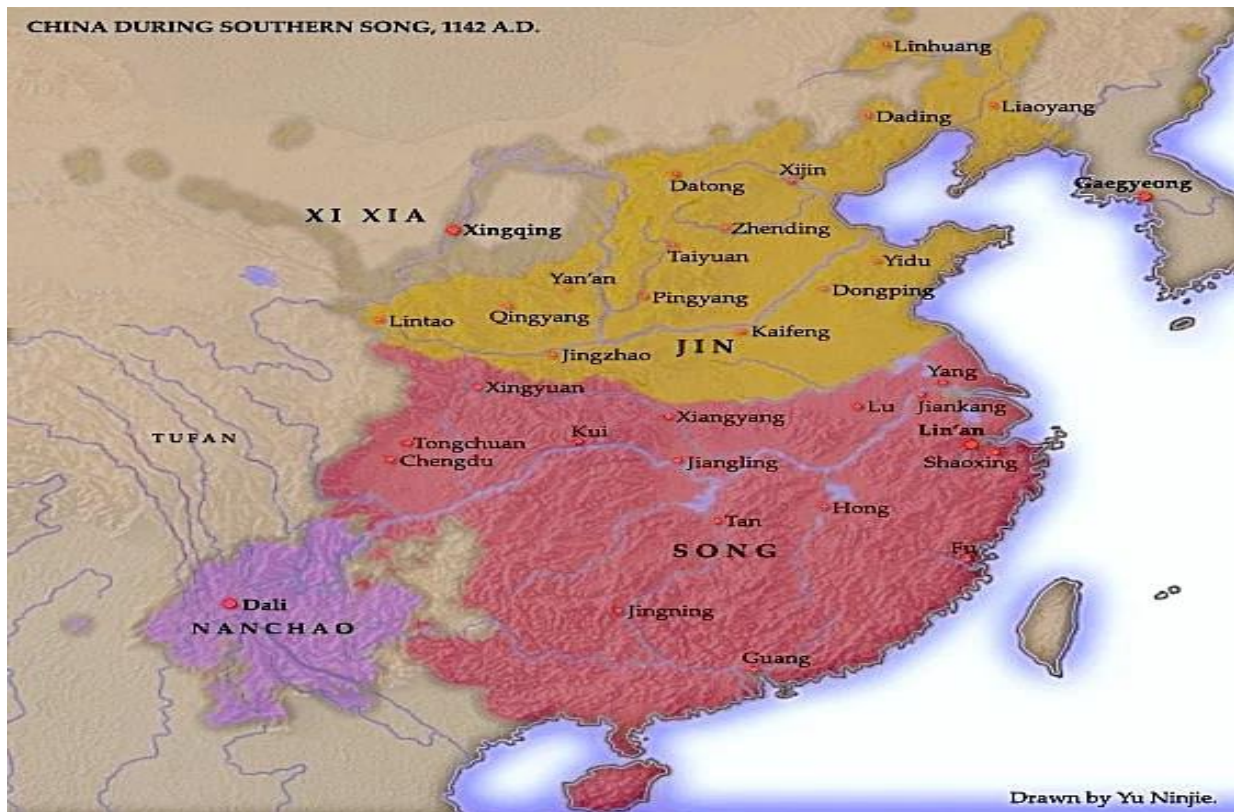 CHINA DURING SOUTHERN SONG, 1142 A.D.
Linhuang
Liaoyang
Dading
Datong
Xijin
Gaegyeong
XI XIA
Xingqing
Zhending
Taiyuan
Yidu
Yan'an
Pingyang
Dongping
Lintao
Qingyang
Kaifeng
JIN
Jingzhao
Xingyuan
Yang
Lu
Jiankang
Xiangyang
Kui
Lin'an
TUFAN
Tongchuan
Chengdu
Jiangling
Shaoxing
Hong
Tan
SONG
Fu
Dali
Jingning
NANCHAO
Guang
Drawn by Yu Ninjie.